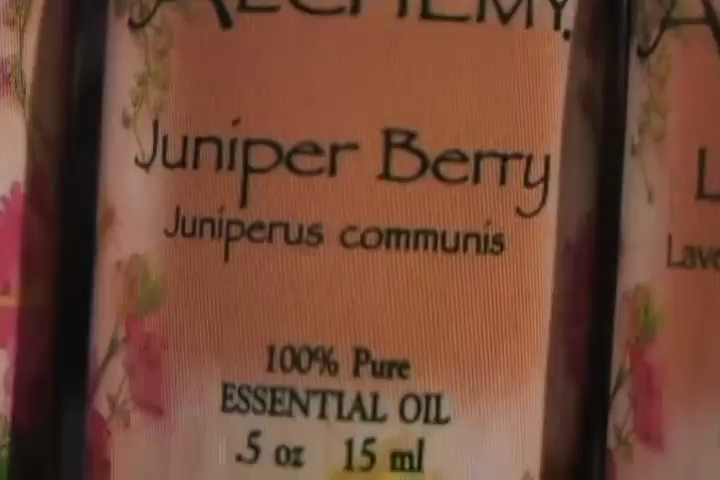 ALCHEMY.
Juniper Berry
Juniperus communis
100% Pure
ESSENTIAL OIL
.5 oz 15 ml